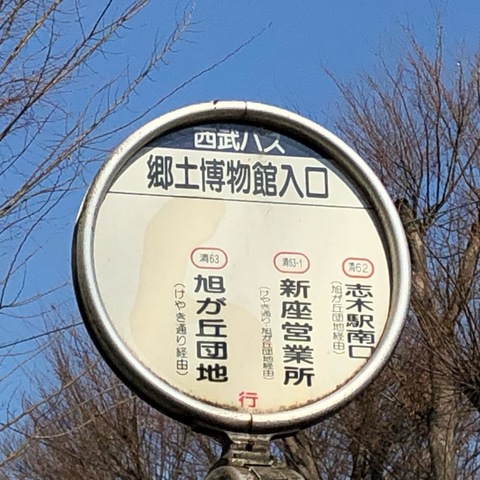 西武バス
郷土博物館入口
清62
志木駅南口
(旭が丘団地経由)
清63-1
新座営業所
(けやき通り・旭が丘団地経由)
清63
旭が丘団地
(けやき通り経由)
行